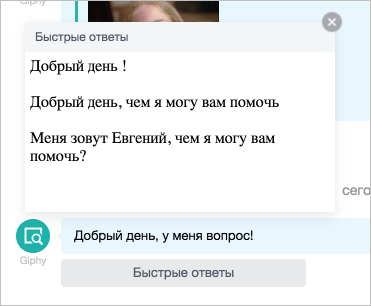 Giphy
Быстрые ответы
Добрый день !
Добрый день, чем я могу вам помочь
Меня зовут Евгений, чем я могу вам
помочь?
сего
Добрый день, у меня вопрос!
Giphy
Быстрые ответы